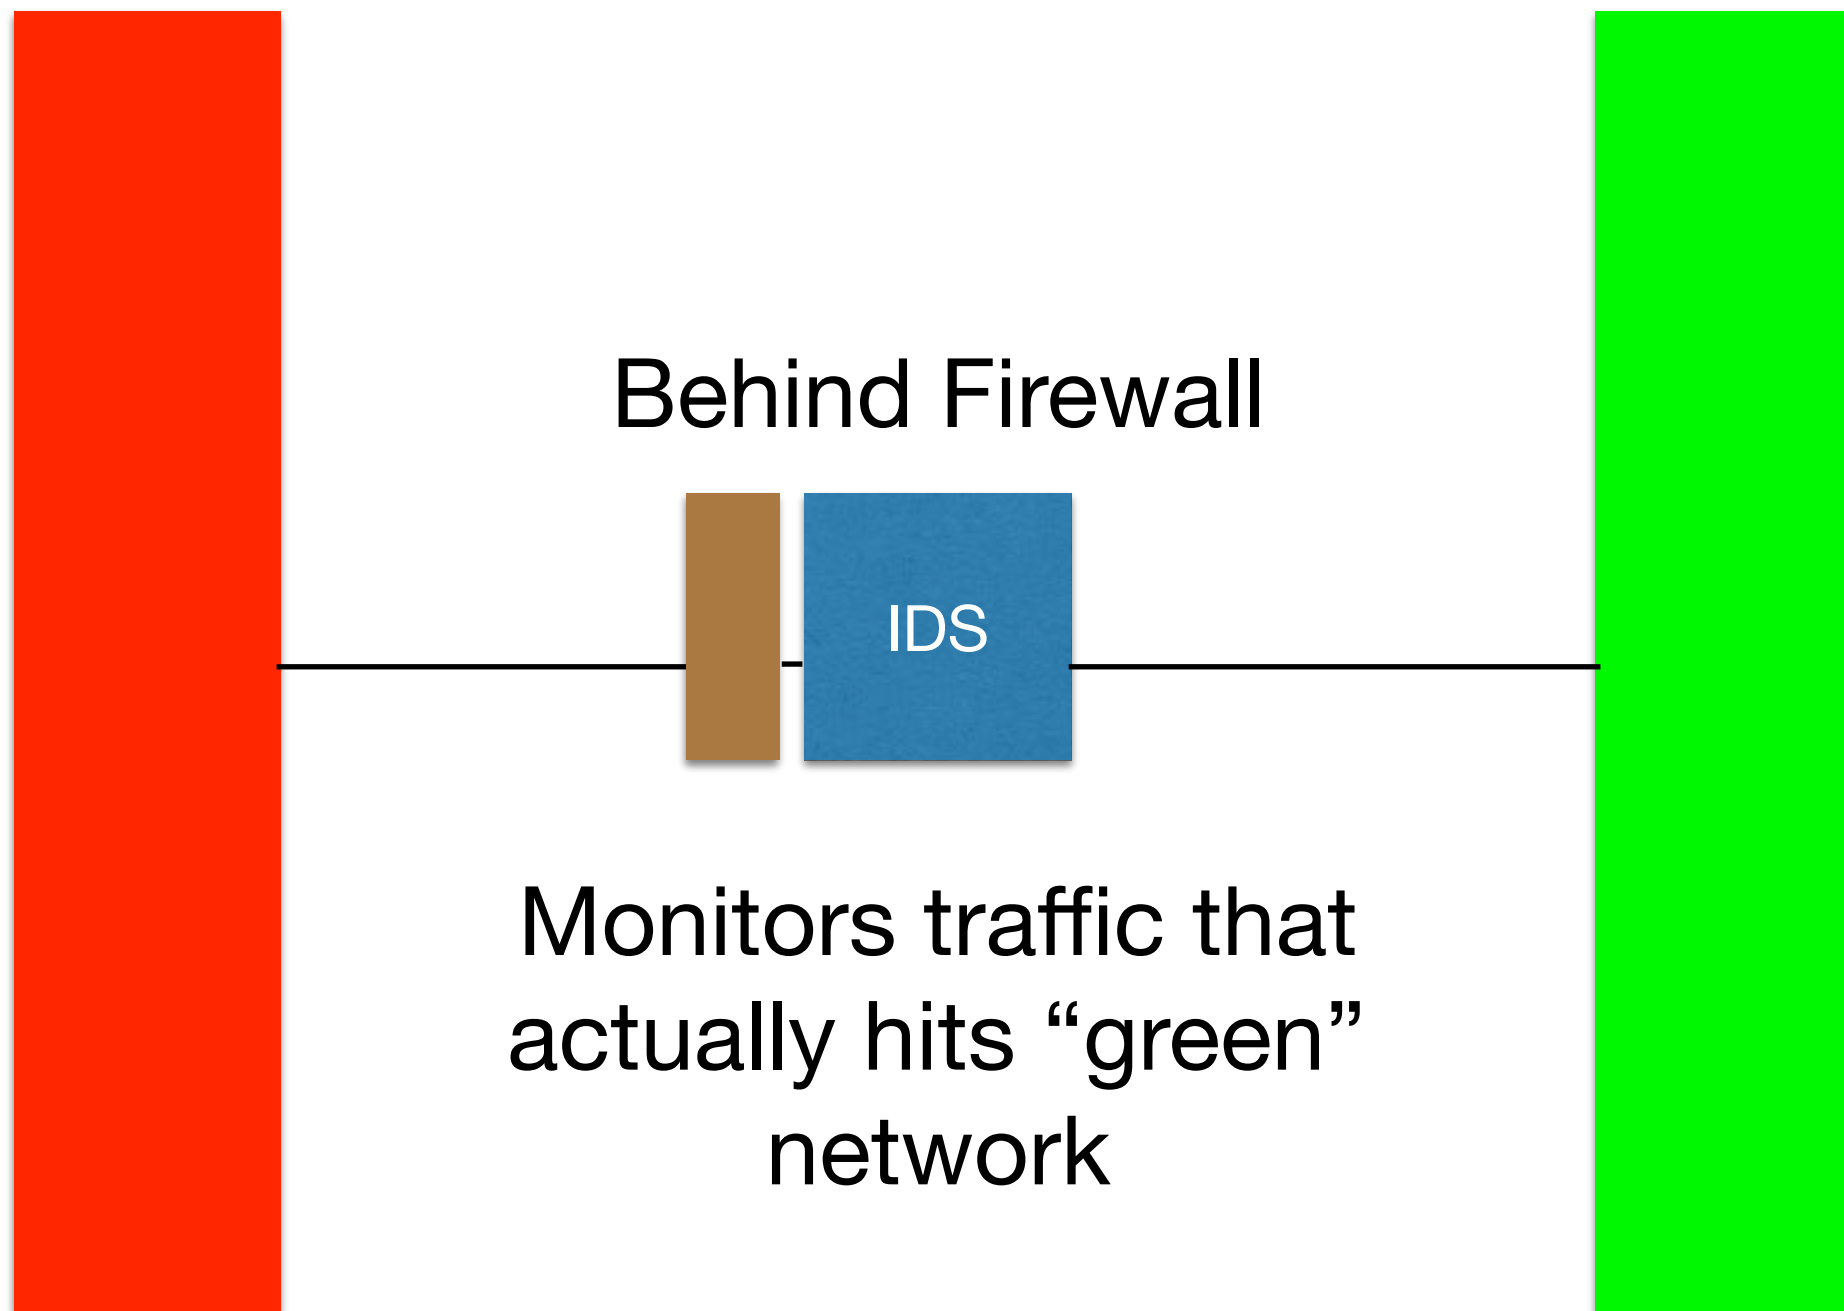 Behind Firewall
IDS
Monitors traffic that
actually hits “green”
network